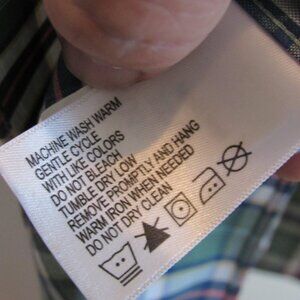 MACHINE WASH WARM
GENTLE CYCLE
WITH LIKE COLORS
DO NOT BLEACH
TUMBLE DRY LOW
REMOVE PROMPTLY AND HANG
WARM IRON WHEN NEEDED
DO NOT DRY CLEAN